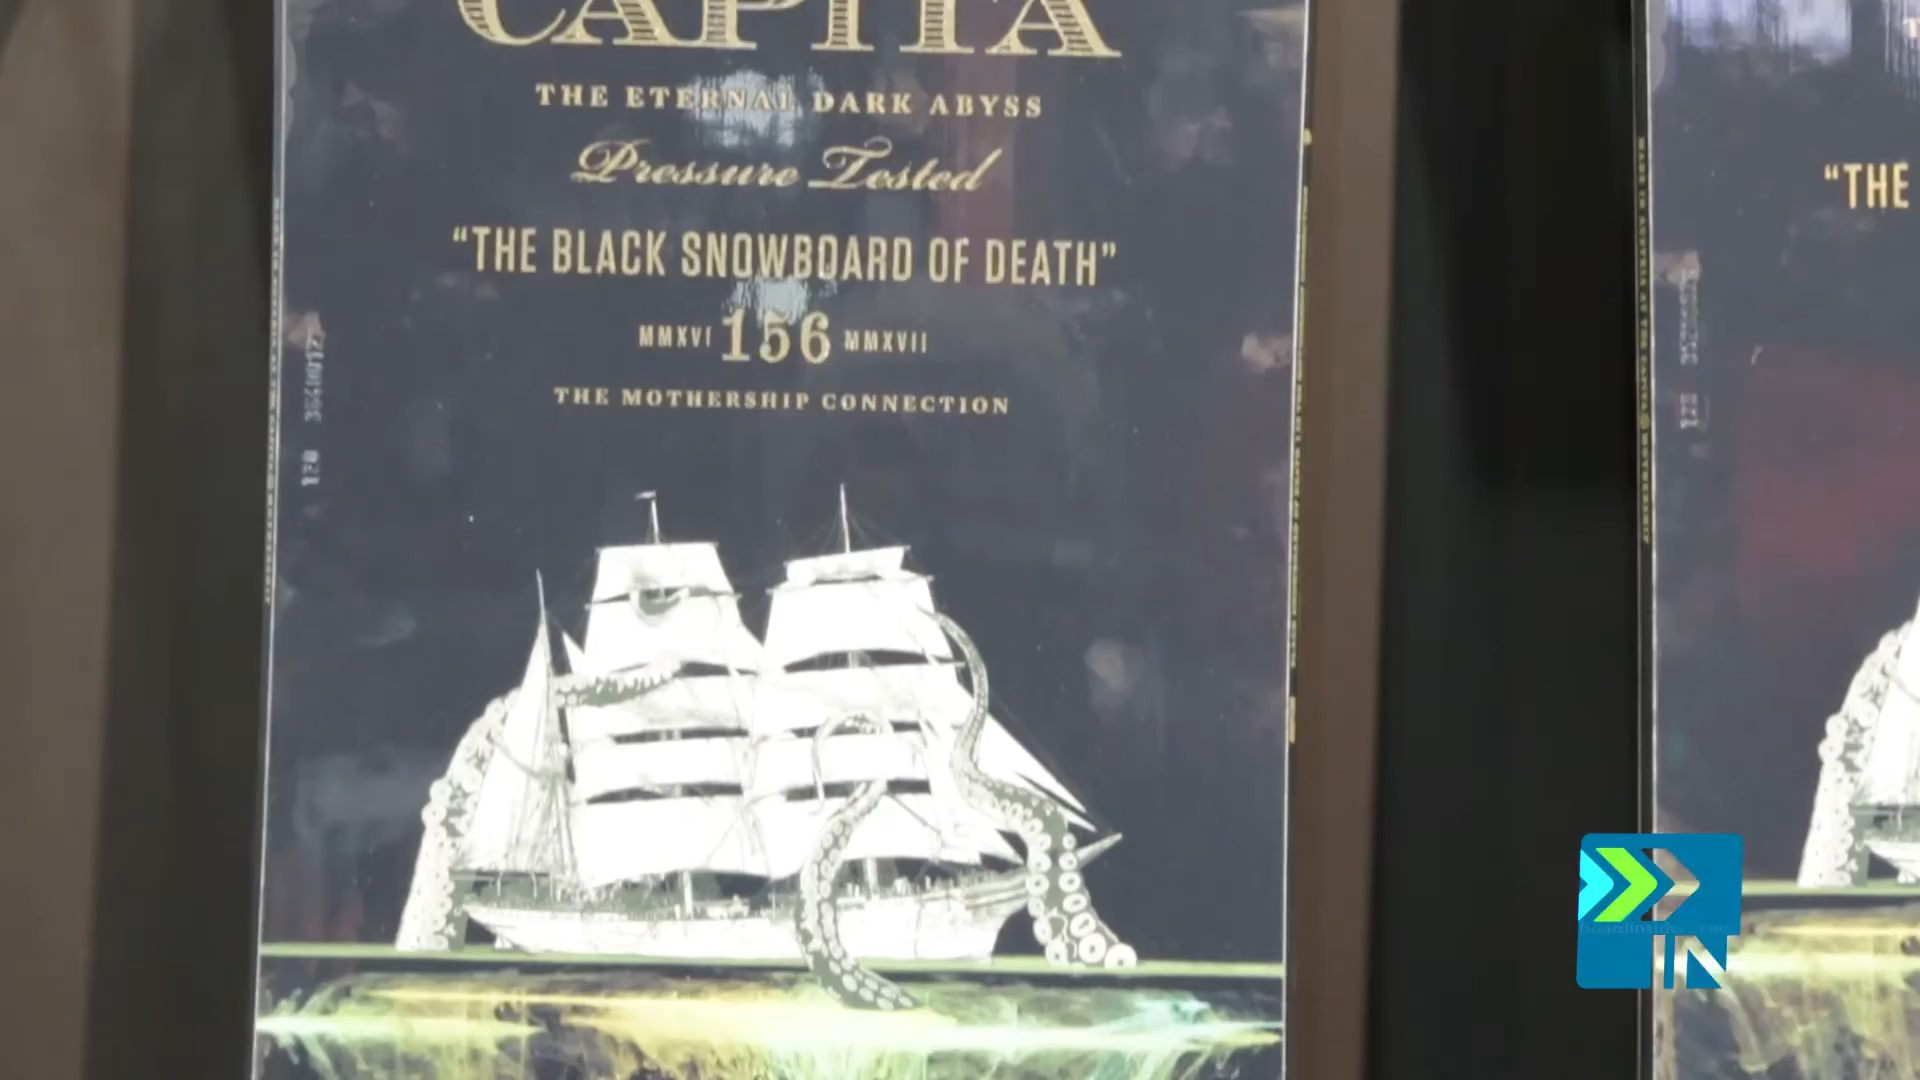 CAPITA
THE ETERNAL DARK ABYSS
Pressure Tested
“THE BLACK SNOWBOARD OF DEATH”
MMXVI 156 MMXVII
THE MOTHERSHIP CONNECTION
“THE
IN